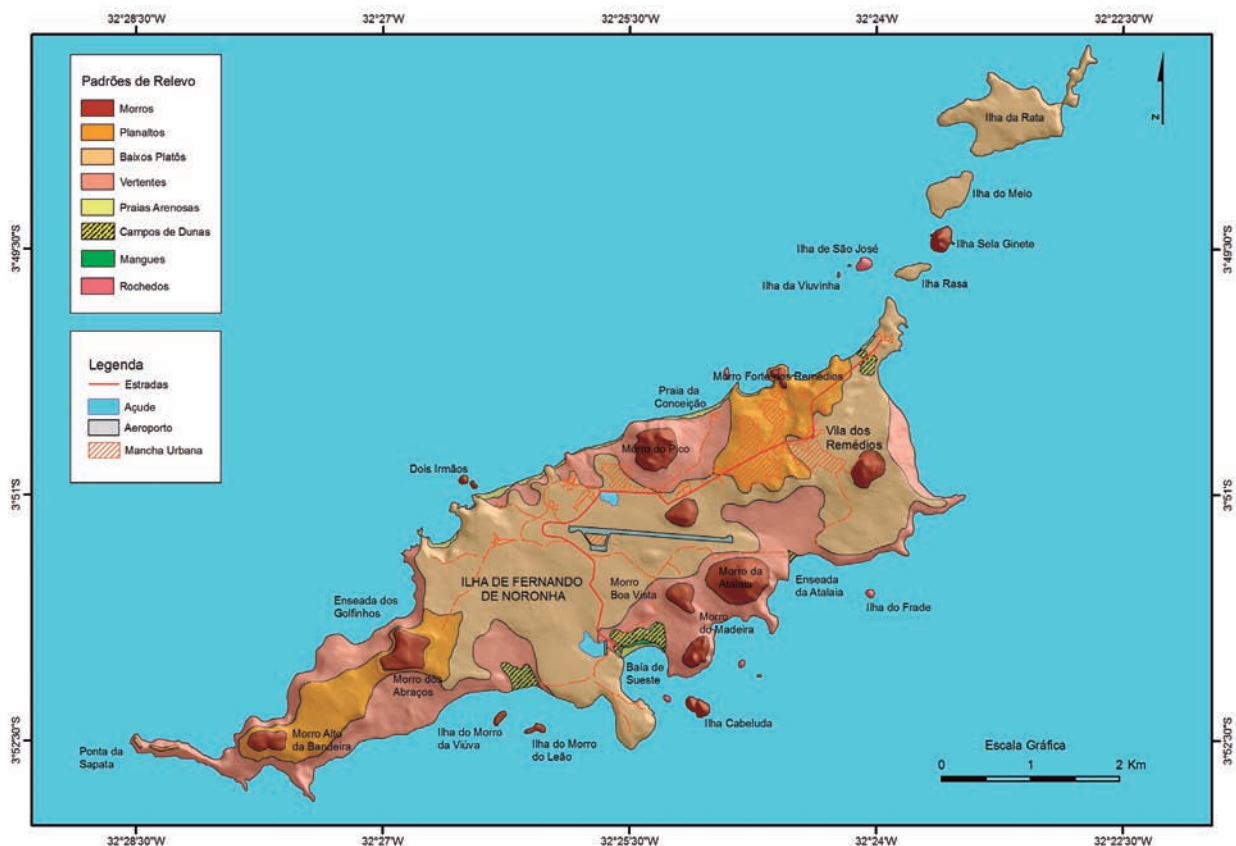 32°28'30"W
32°27'W
32°25'30"W
32°24'W
32°22'30"W
Padrões de Relevo
Morros
Planaltos
Baixos Platôs
Vertentes
Praias Arenosas
Campos de Dunas
Mangues
Rochedos
Legenda
Estradas
Açude
Aeroporto
Mancha Urbana
N
Ilha da Rata
Ilha do Meio
Ilha Sela Ginete
Ilha de São José
Ilha da Viuvinha
Ilha Rasa
3°49'30"S
3°49'30"S
Morro Forte dos Remédios
Praia da
Conceição
Vila dos
Remédios
Morro do Pico
Dois Irmãos
3°51'S
3°51'S
ILHA DE FERNANDO
DE NORONHA
Morro
Boa Vista
Morro da
Atalaia
Enseada
da Atalaia
Ilha do Frade
Enseada dos
Golfinhos
Morro
do Madeira
Baía de
Sueste
Morro dos
Abraços
Ilha Cabeluda
Morro Alto
da Bandeira
Ilha do Morro
da Viúva
Ilha do Morro
do Leão
Ponta da
Sapata
3°52'30"S
3°52'30"S
Escala Gráfica
0 1 2 Km
32°28'30"W
32°27'W
32°25'30"W
32°24'W
32°22'30"W